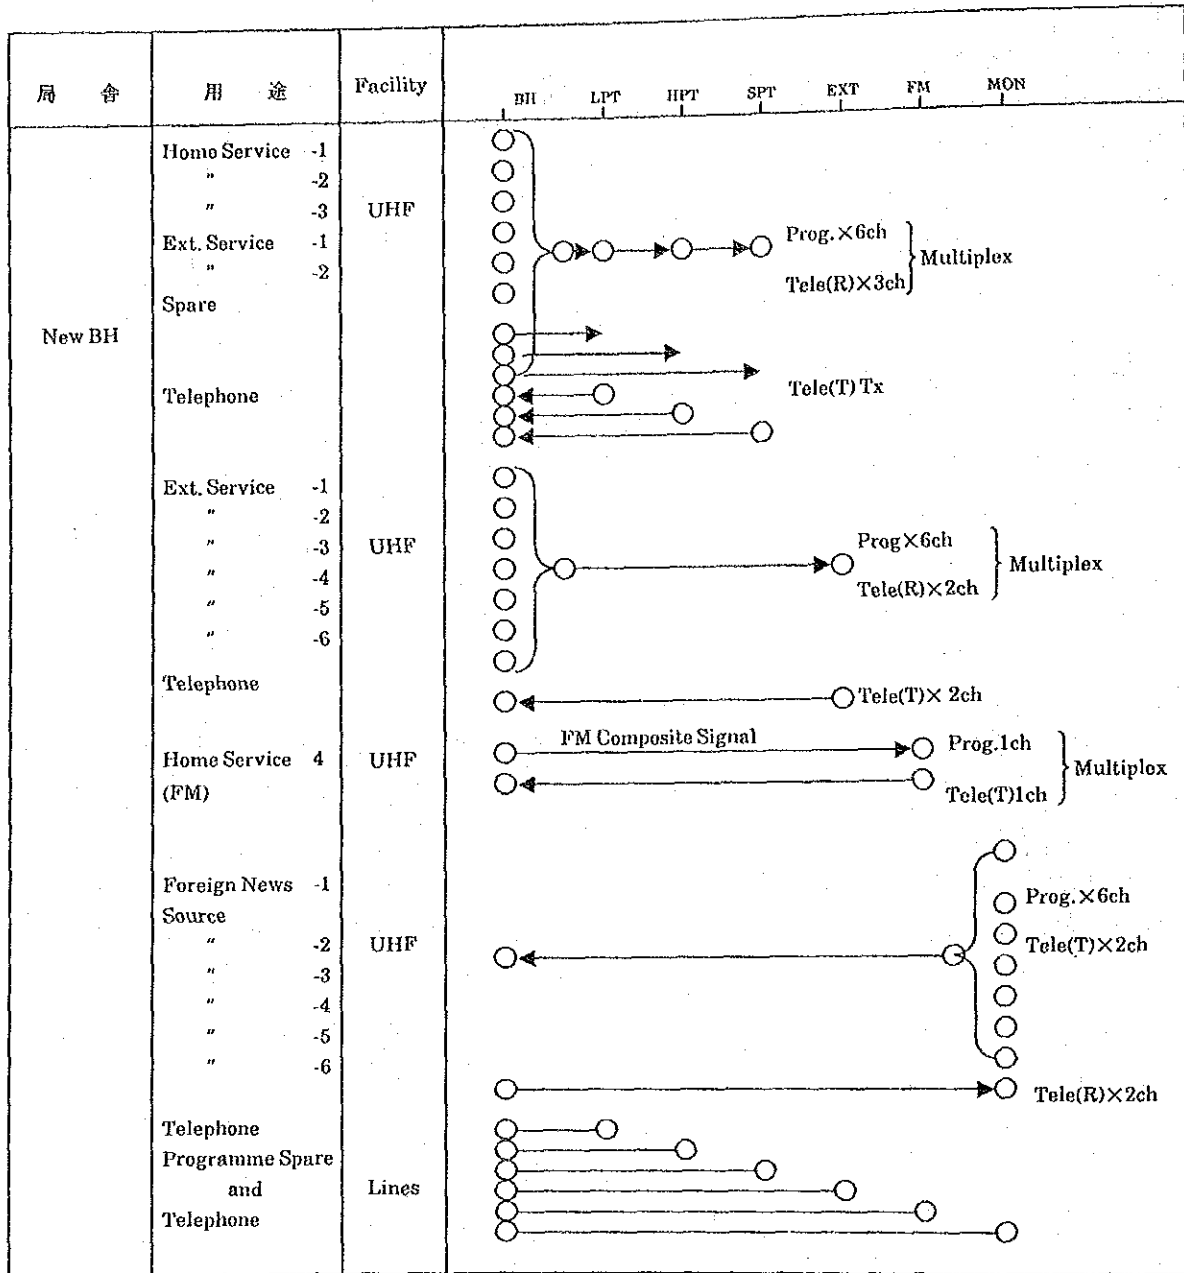 局 舎 用 途 Facility BH LPT HPT SPT EXT FM MON
Home Service -1
" -2
" -3 UHF
Ext. Service -1 Prog.×6ch
" -2 Multiplex
Tele(R)×3ch
Spare
New BH
Telephone Tele(T) Tx
Ext. Service -1
" -2
" -3 UHF Prog×6ch
" -4 Multiplex
Tele(R)×2ch
" -5
" -6
Telephone Tele(T)× 2ch
FM Composite Signal
Home Service 4 UHF Prog.1ch
Multiplex
(FM) Tele(T)1ch
Foreign News -1
Source Prog.×6ch
" -2 UHF Tele(T)×2ch
" -3
" -4
" -5
" -6
Tele(R)×2ch
Telephone
Programme Spare
and Lines
Telephone